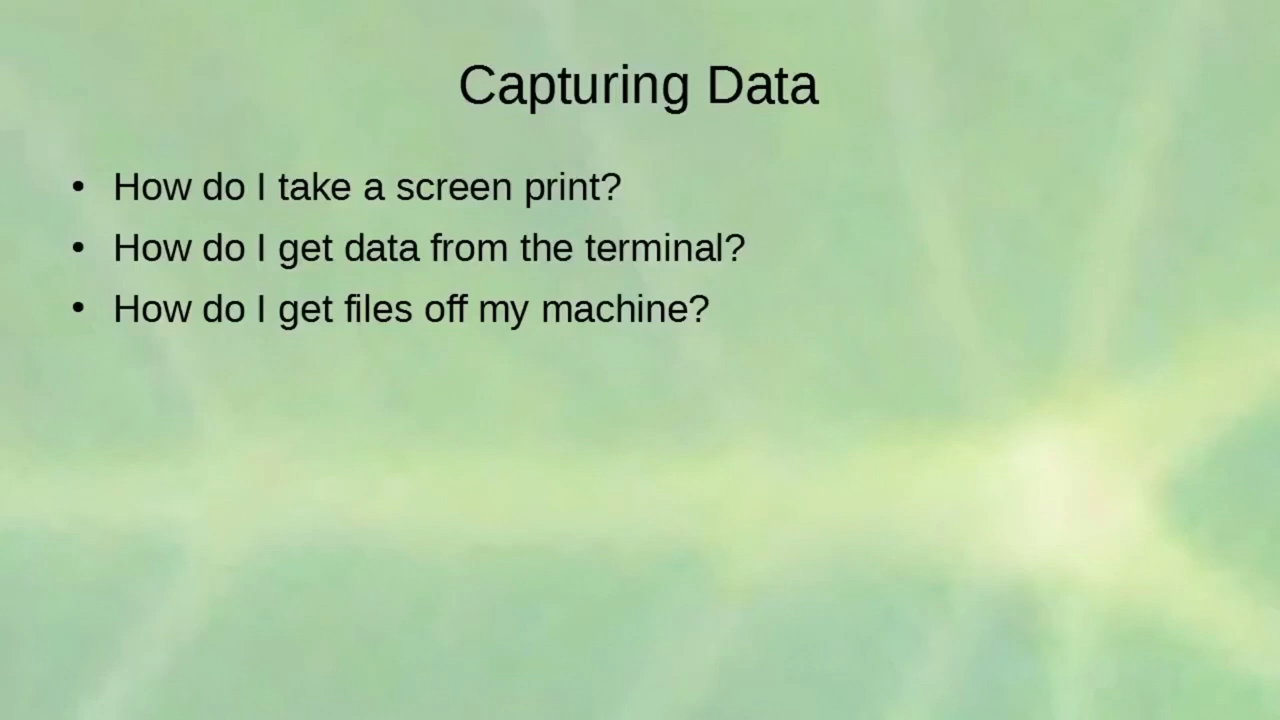 Capturing Data
• How do I take a screen print?
• How do I get data from the terminal?
• How do I get files off my machine?